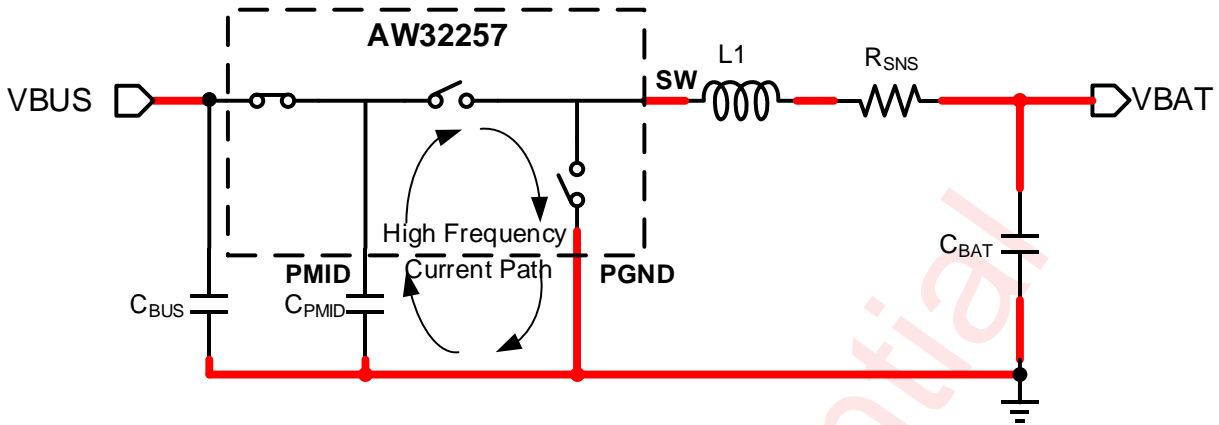 AW32257
VBUS
SW
L1
RSNS
VBAT
High Frequency
Current Path
PMID
PGND
CBUS
CPMID
CBAT